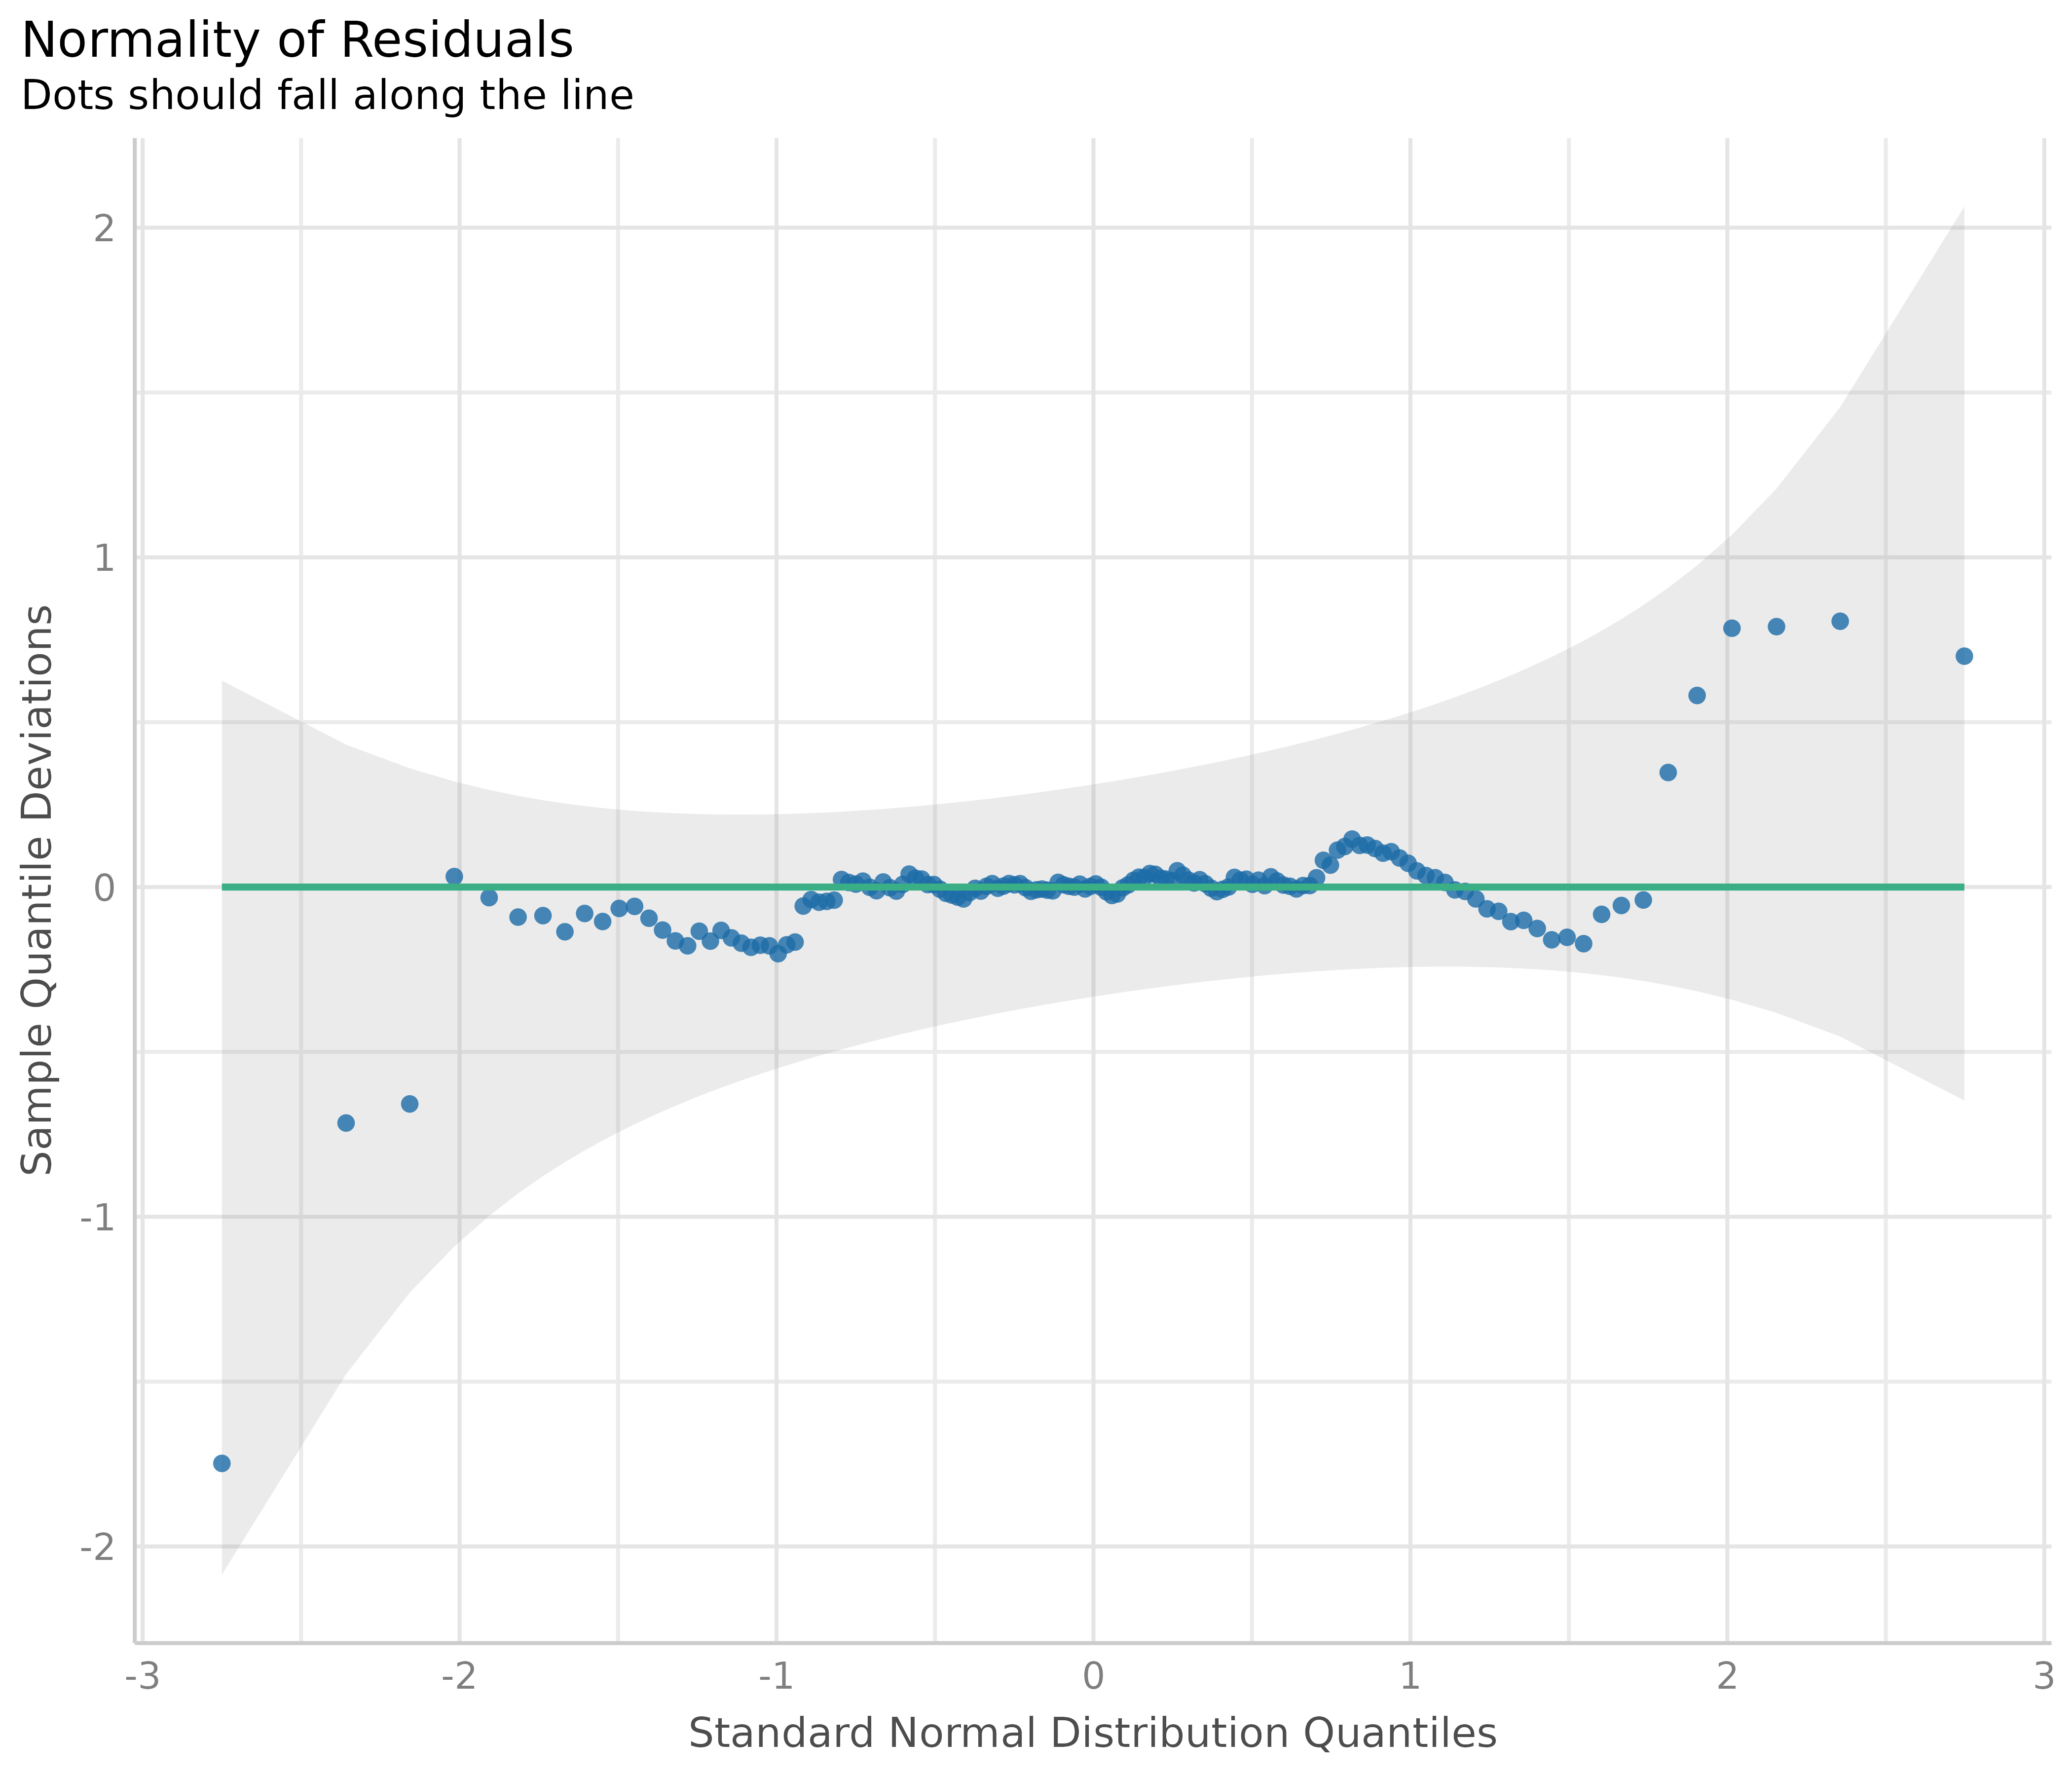 Normality of Residuals
Dots should fall along the line
Sample Quantile Deviations
2
1
0
-1
-2
-3 -2 -1 0 1 2 3
Standard Normal Distribution Quantiles